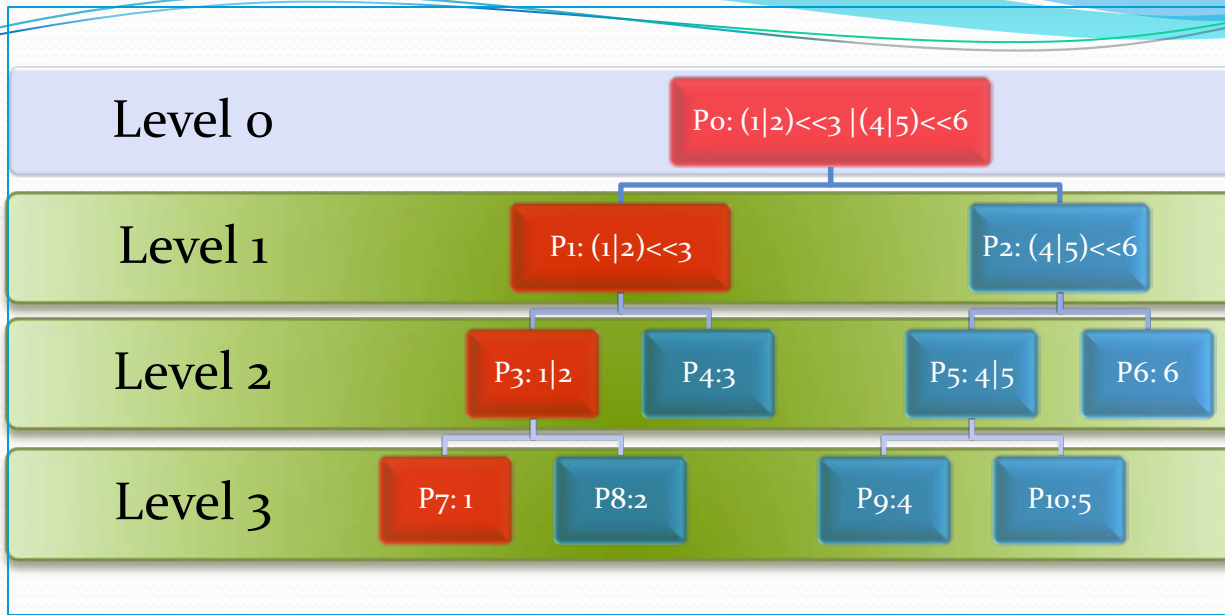 Level 0
P0: (1|2)<<3 |(4|5)<<6
Level 1
P1: (1|2)<<3
P2: (4|5)<<6
Level 2
P3: 1|2
P4:3
P5: 4|5
P6: 6
Level 3
P7: 1
P8:2
P9:4
P10:5